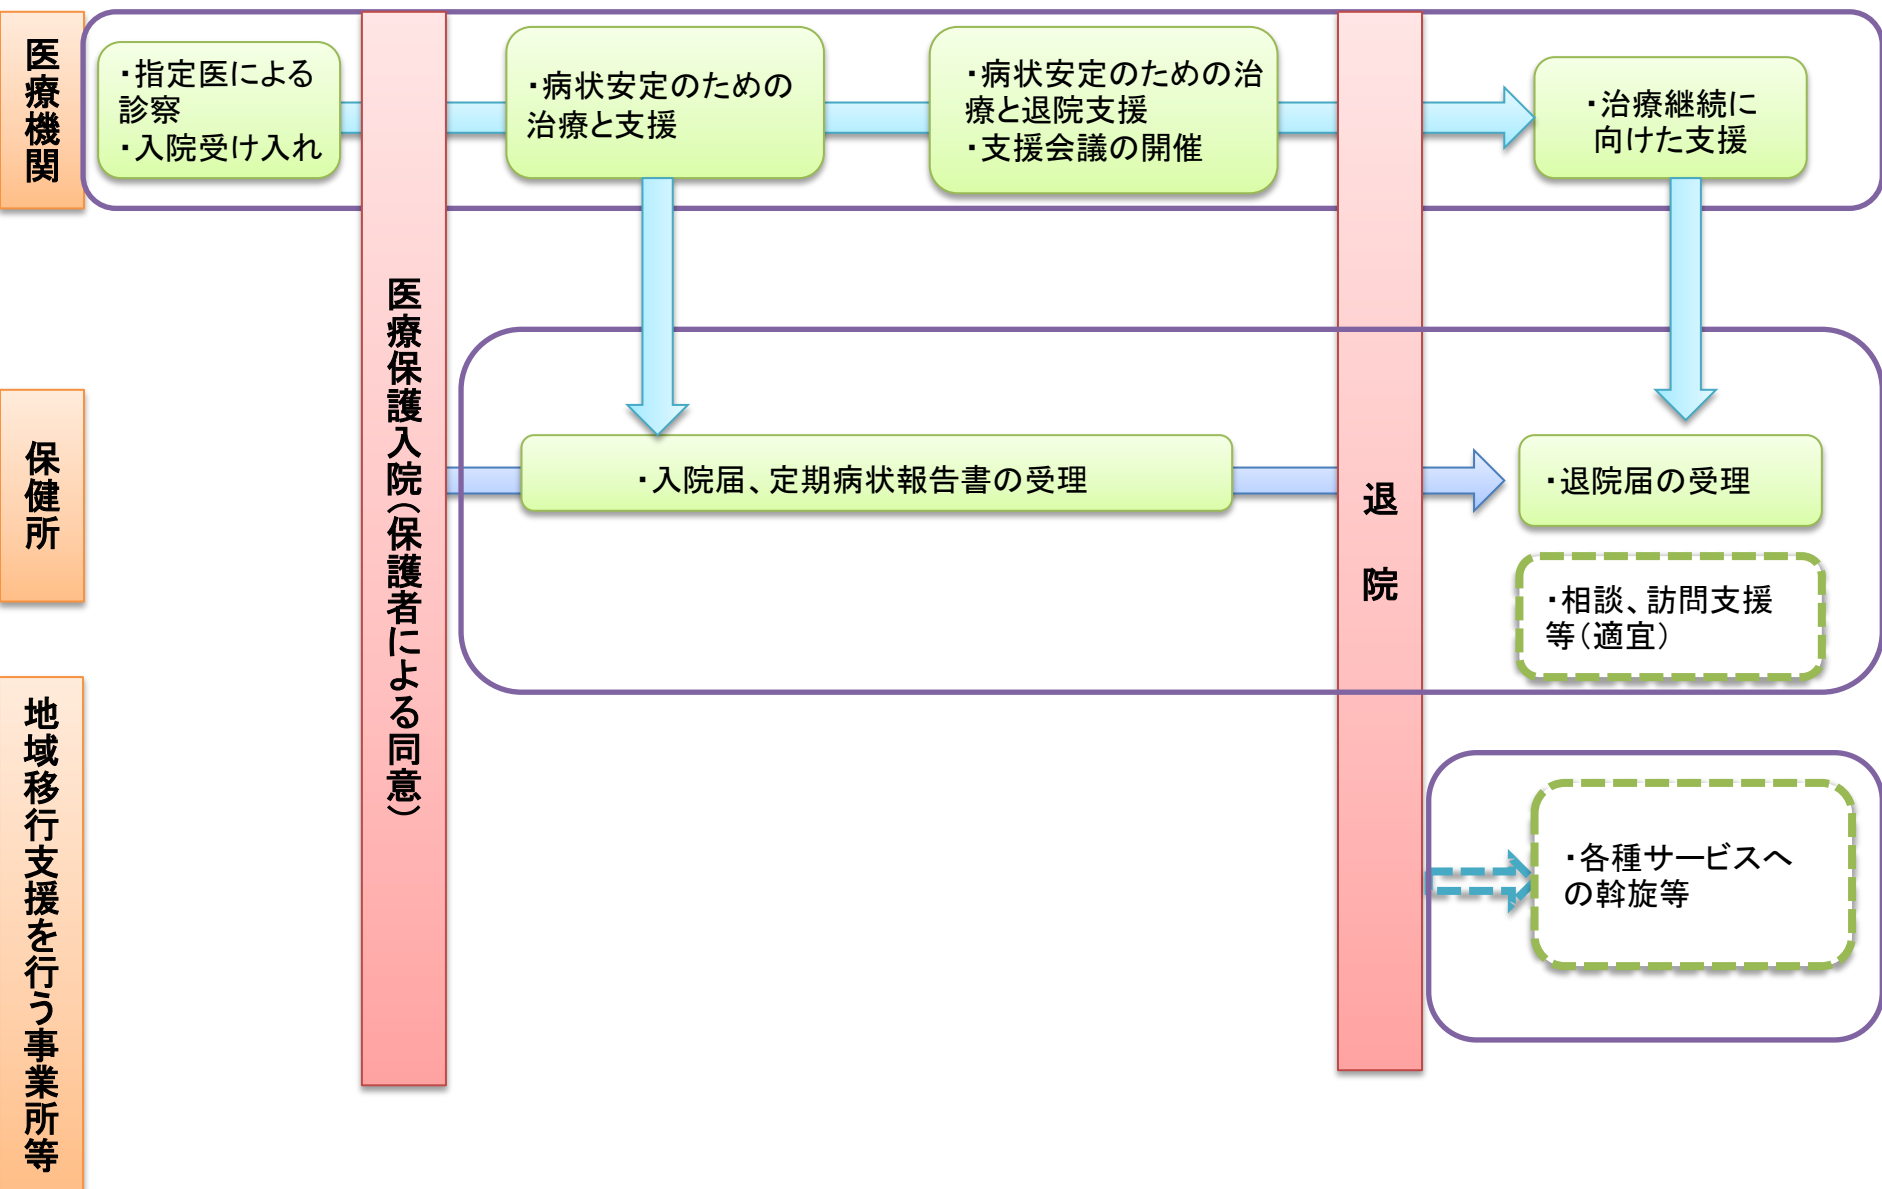 医療機関
・指定医による
診察
・入院受け入れ
・病状安定のための
治療と支援
・病状安定のための治
療と退院支援
・支援会議の開催
・治療継続に
向けた支援
医療保護入院（保護者による同意）
退院
保健所
・入院届、定期病状報告書の受理
・退院届の受理
・相談、訪問支援
等（適宜）
地域移行支援を行う事業所等
・各種サービスへ
の斡旋等